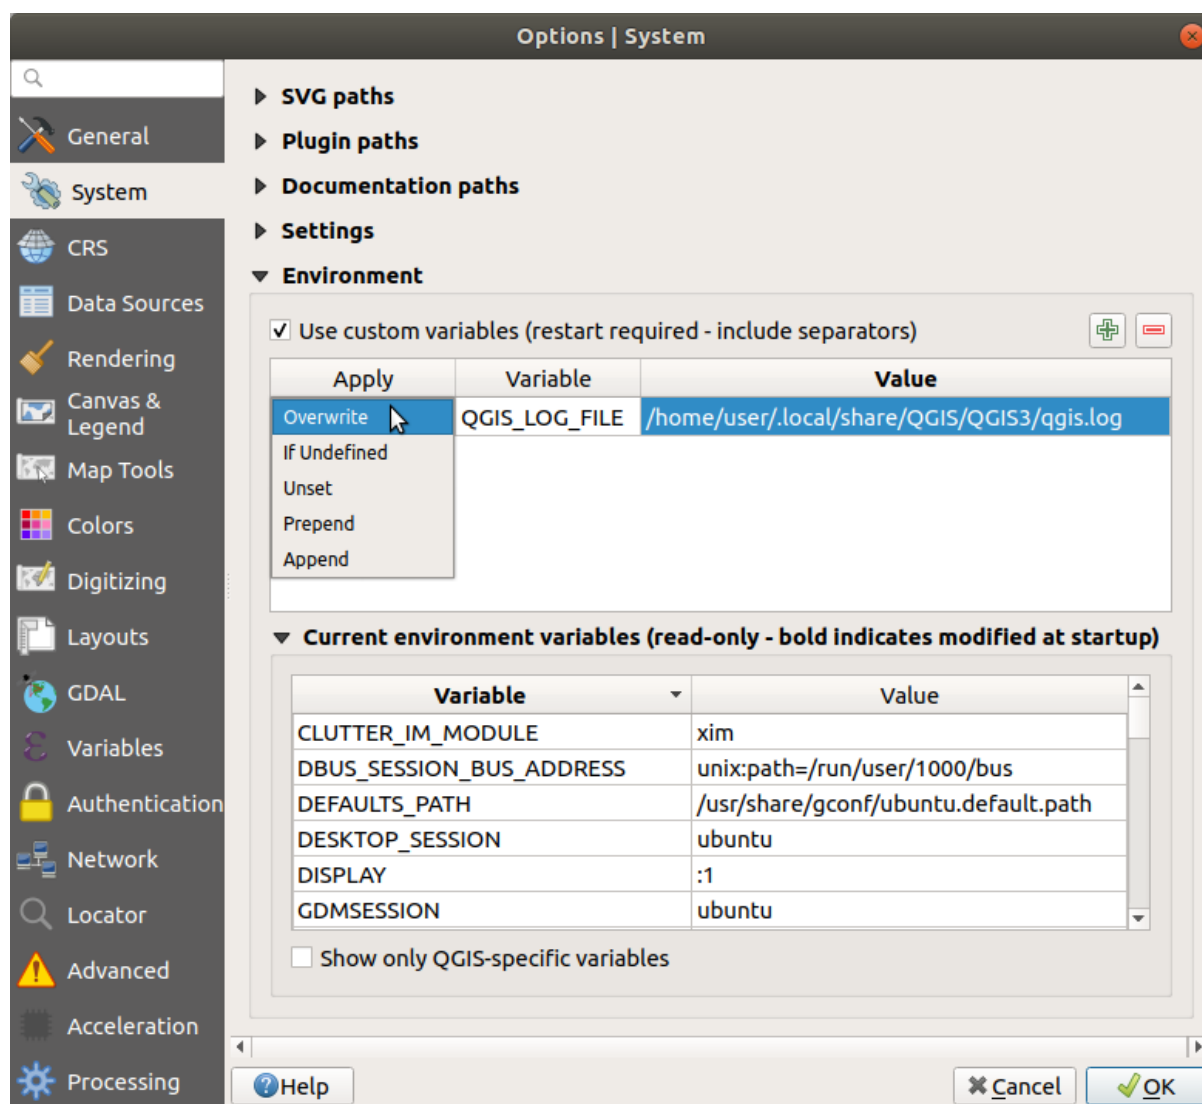 Options | System
General
System
CRS
Data Sources
Rendering
Canvas &
Legend
Map Tools
Colors
Digitizing
Layouts
GDAL
Variables
Authentication
Network
Locator
Advanced
Acceleration
Processing
SVG paths
Plugin paths
Documentation paths
Settings
Environment
Use custom variables (restart required - include separators)
Apply Variable Value
Overwrite QGIS_LOG_FILE /home/user/.local/share/QGIS/QGIS3/qgis.log
If Undefined
Unset
Prepend
Append
Current environment variables (read-only - bold indicates modified at startup)
Variable Value
CLUTTER_IM_MODULE xim
DBUS_SESSION_BUS_ADDRESS unix:path=/run/user/1000/bus
DEFAULTS_PATH /usr/share/gconf/ubuntu.default.path
DESKTOP_SESSION ubuntu
DISPLAY :1
GDMSESSION ubuntu
Show only QGIS-specific variables
Help Cancel OK